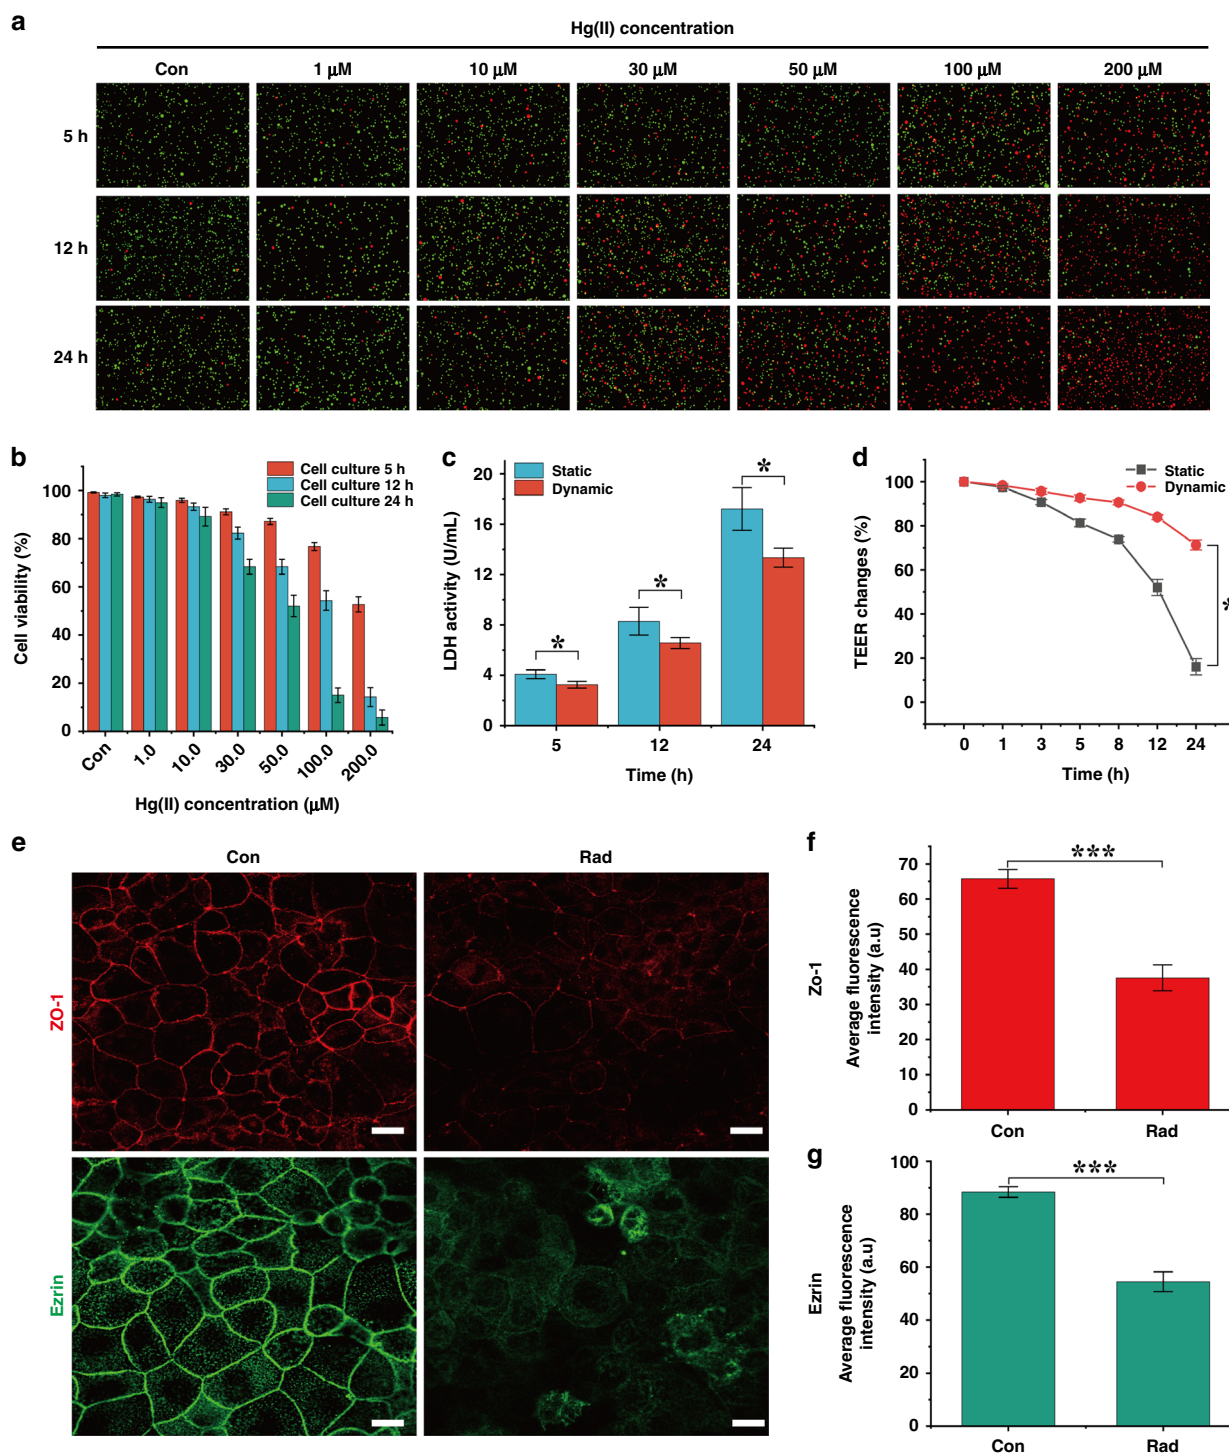 a
Hg(II) concentration
Con 1 μM 10 μM 30 μM 50 μM 100 μM 200 μM
5 h
12 h
24 h
b
Cell culture 5 h
Cell culture 12 h
Cell culture 24 h
Cell viability (%)
100
80
60
40
20
0
Con 1.0 10.0 30.0 50.0 100.0 200.0
Hg(II) concentration (μM)
c
Static
Dynamic
LDH activity (U/mL)
20
16
12
8
4
0
*
*
*
5 12 24
Time (h)
d
Static
Dynamic
TEER changes (%)
100
80
60
40
20
0
*
0 1 3 5 8 12 24
Time (h)
e
Con Rad
ZO-1
Ezrin
f
Zo-1
Average fluorescence
intensity (a.u)
70
60
50
40
30
20
10
0
***
Con Rad
g
Ezrin
Average fluorescence
intensity (a.u)
100
80
60
40
20
0
***
Con Rad